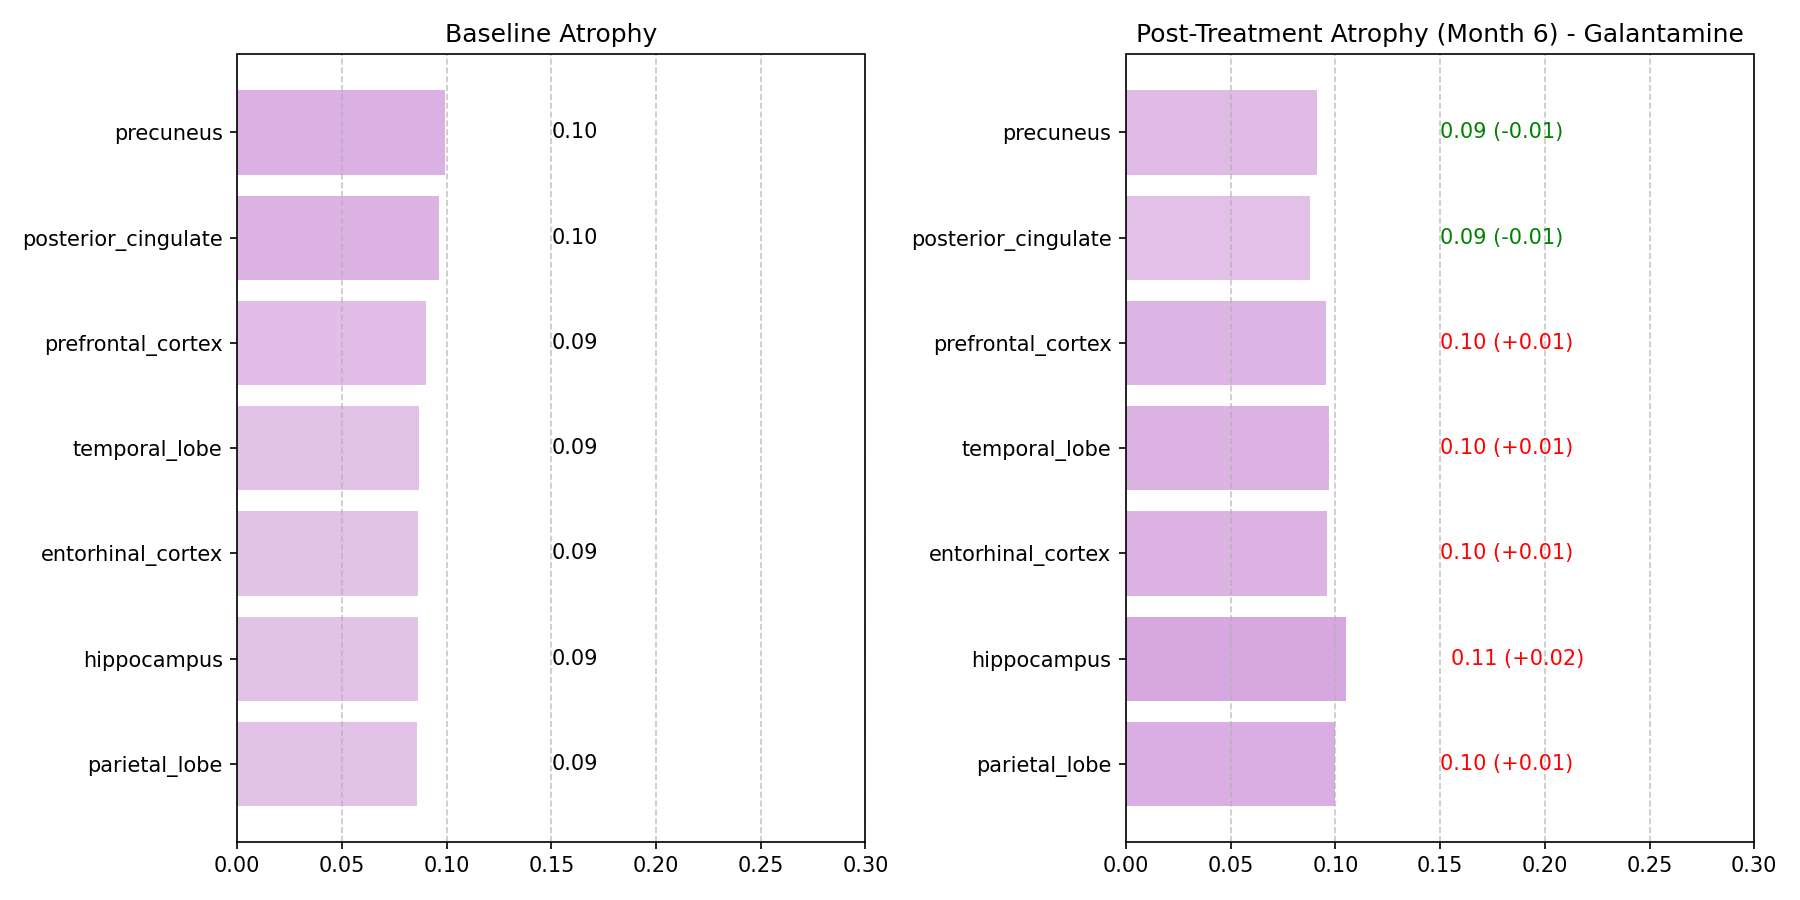 Baseline Atrophy
precuneus 0.10
posterior_cingulate 0.10
prefrontal_cortex 0.09
temporal_lobe 0.09
entorhinal_cortex 0.09
hippocampus 0.09
parietal_lobe 0.09
0.00 0.05 0.10 0.15 0.20 0.25 0.30
Post-Treatment Atrophy (Month 6) - Galantamine
precuneus 0.09 (-0.01)
posterior_cingulate 0.09 (-0.01)
prefrontal_cortex 0.10 (+0.01)
temporal_lobe 0.10 (+0.01)
entorhinal_cortex 0.10 (+0.01)
hippocampus 0.11 (+0.02)
parietal_lobe 0.10 (+0.01)
0.00 0.05 0.10 0.15 0.20 0.25 0.30